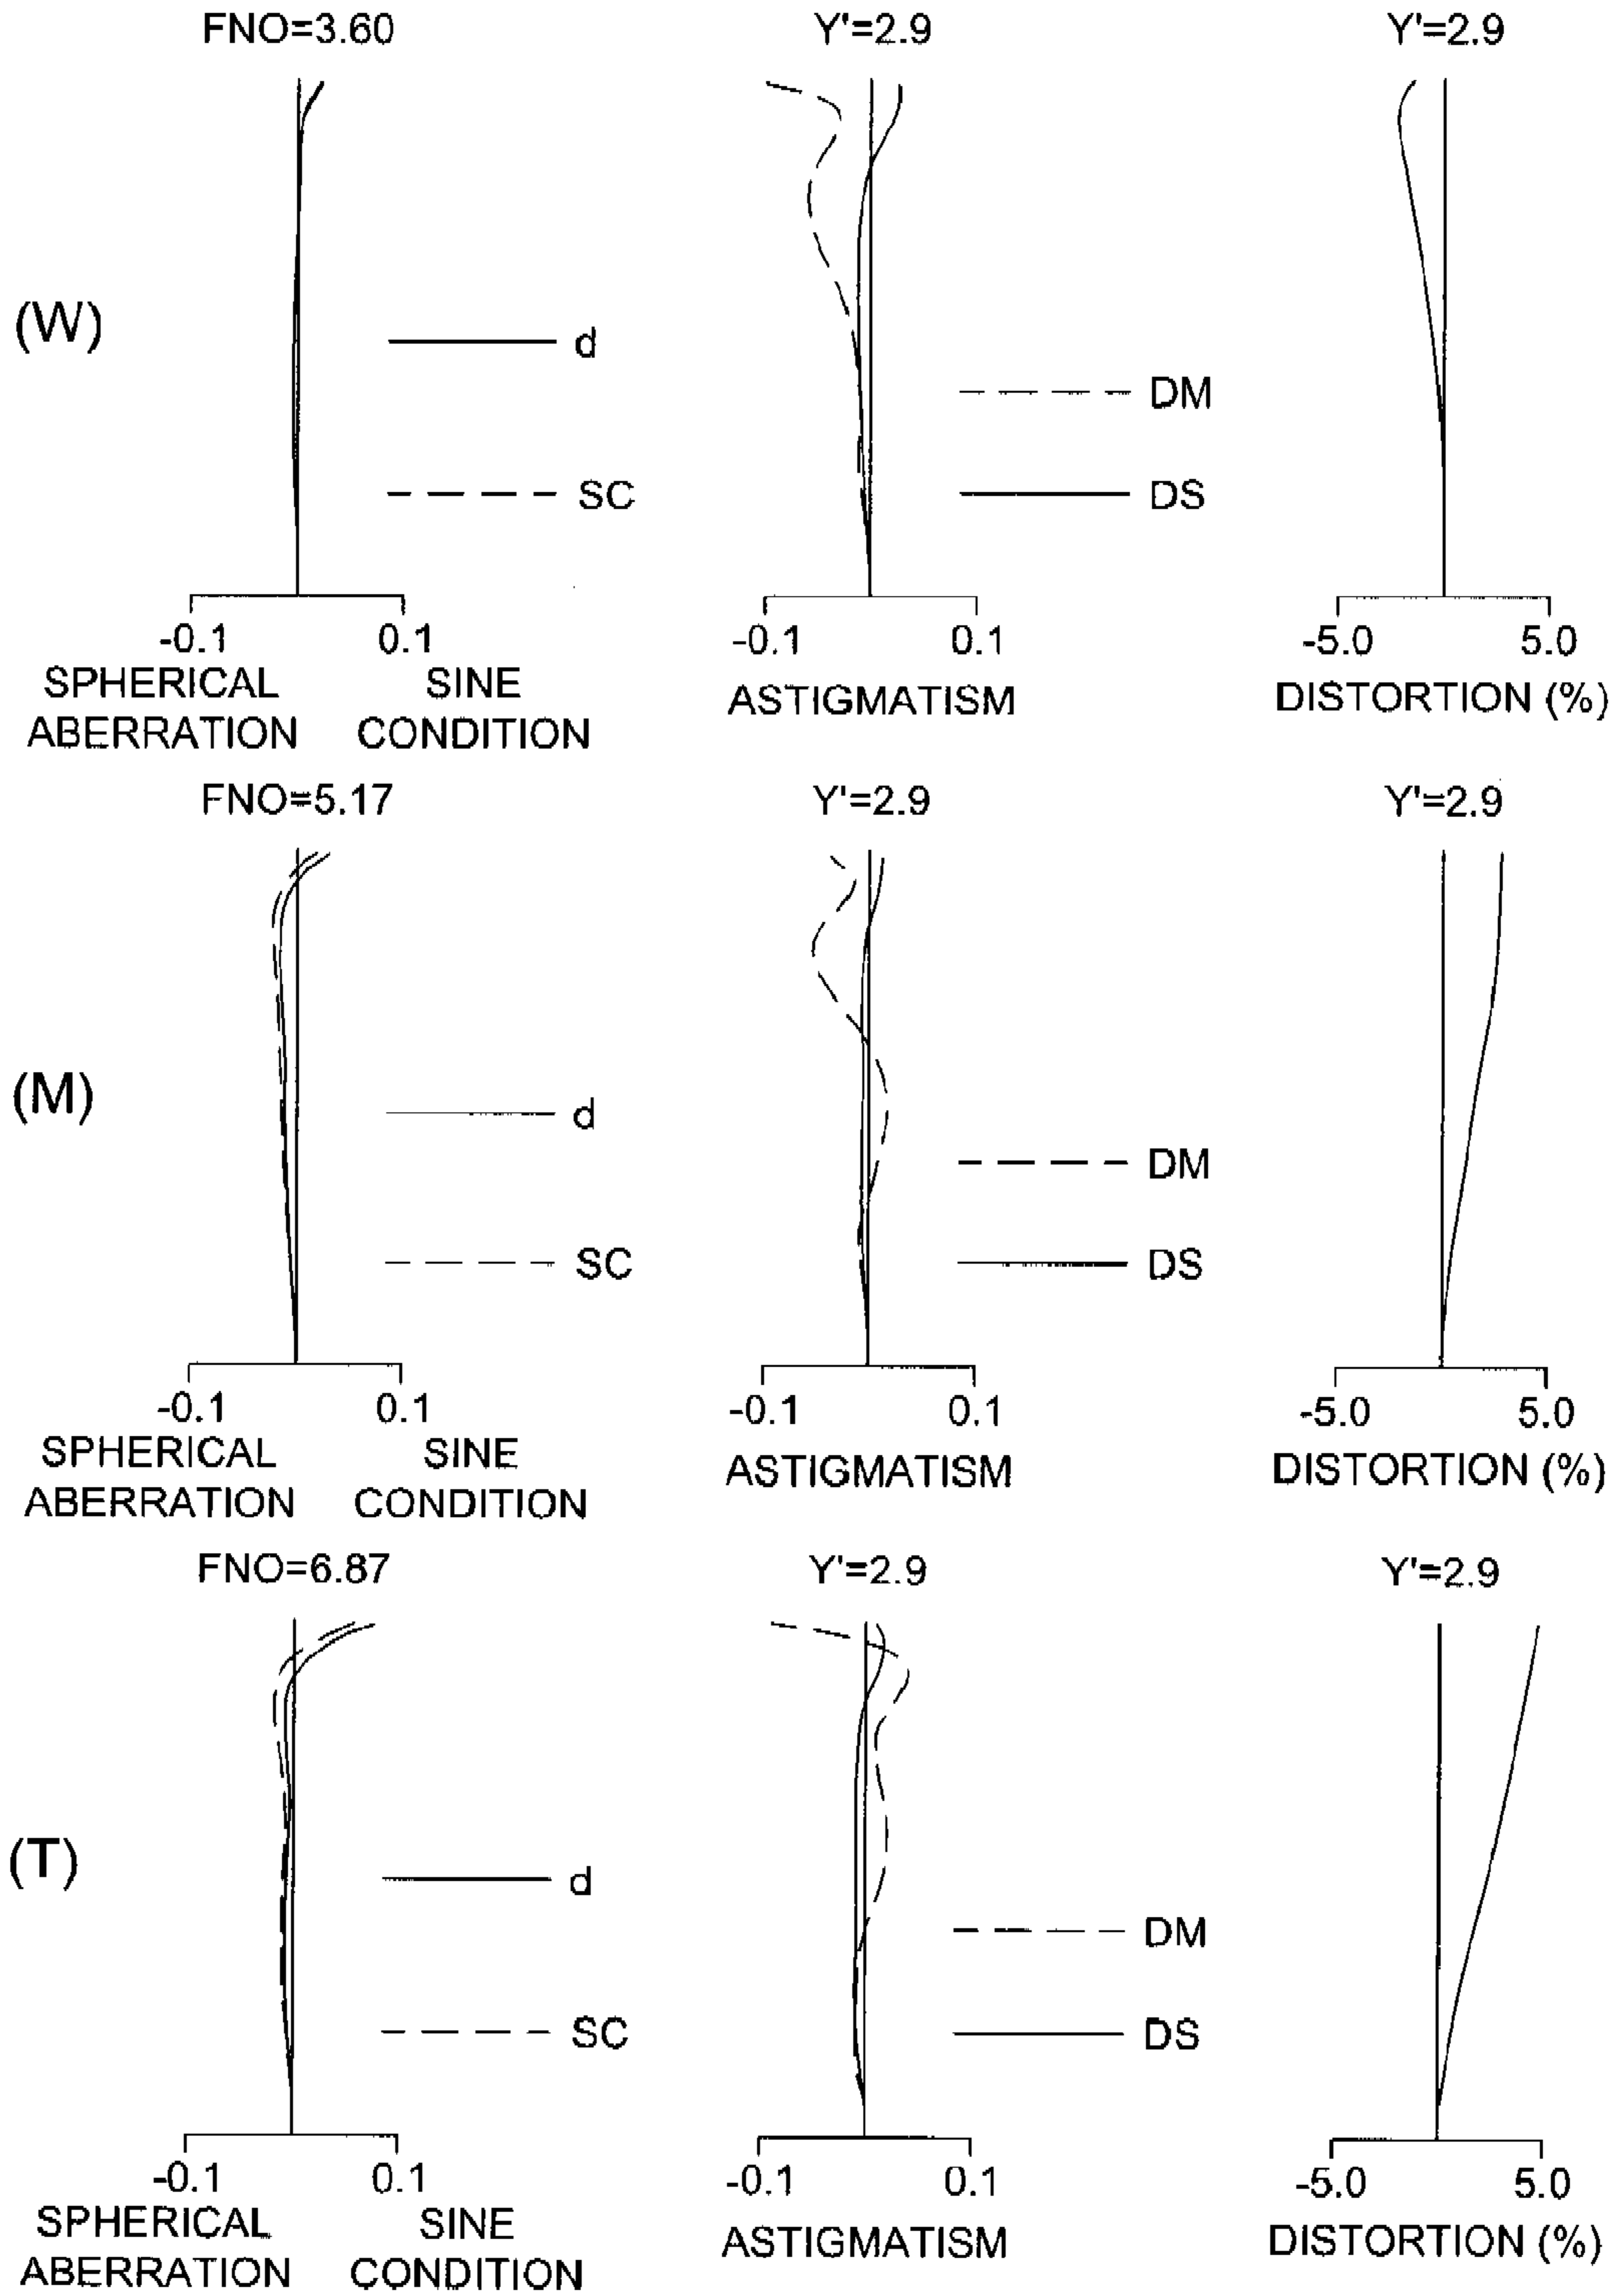 FNO=3.60 Y'=2.9 Y'=2.9
(W)
d
DM
SC DS
-0.1 0.1 -0.1 0.1 -5.0 5.0
SPHERICAL SINE
ABERRATION CONDITION ASTIGMATISM DISTORTION (%)
FNO=5.17 Y'=2.9 Y'=2.9
(M)
d
DM
SC DS
-0.1 0.1 -0.1 0.1 -5.0 5.0
SPHERICAL SINE
ABERRATION CONDITION ASTIGMATISM DISTORTION (%)
FNO=6.87 Y'=2.9 Y'=2.9
(T)
d
DM
SC DS
-0.1 0.1 -0.1 0.1 -5.0 5.0
SPHERICAL SINE
ABERRATION CONDITION ASTIGMATISM DISTORTION (%)